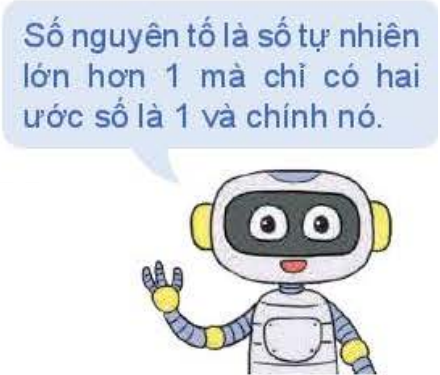 Số nguyên tố là số tự nhiên
lớn hơn 1 mà chỉ có hai
ước số là 1 và chính nó.